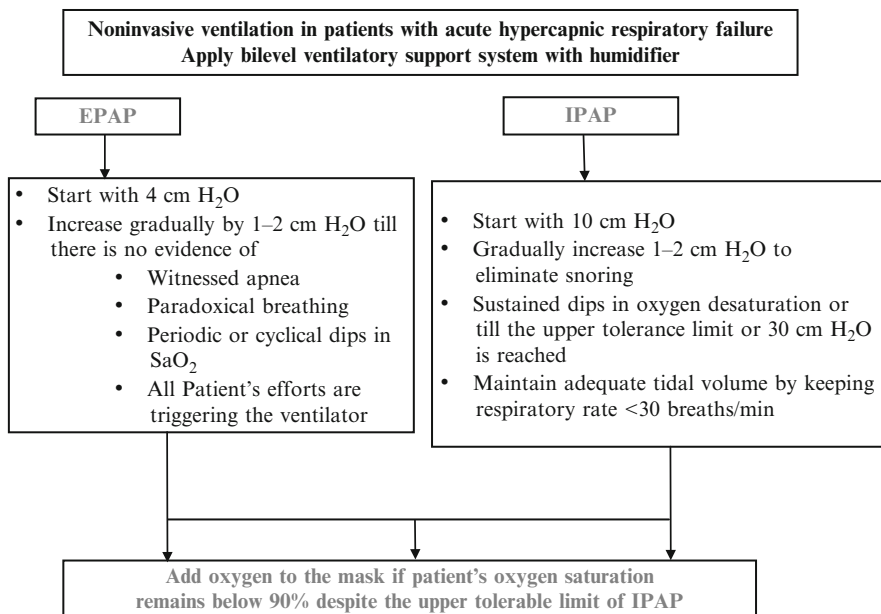 Noninvasive ventilation in patients with acute hypercapnic respiratory failure
Apply bilevel ventilatory support system with humidifier
EPAP
• Start with 4 cm H₂O
• Increase gradually by 1–2 cm H₂O till
there is no evidence of
• Witnessed apnea
• Paradoxical breathing
• Periodic or cyclical dips in
SaO₂
• All Patient's efforts are
triggering the ventilator
IPAP
• Start with 10 cm H₂O
• Gradually increase 1–2 cm H₂O to
eliminate snoring
• Sustained dips in oxygen desaturation or
till the upper tolerance limit or 30 cm H₂O
is reached
• Maintain adequate tidal volume by keeping
respiratory rate <30 breaths/min
Add oxygen to the mask if patient's oxygen saturation
remains below 90% despite the upper tolerable limit of IPAP